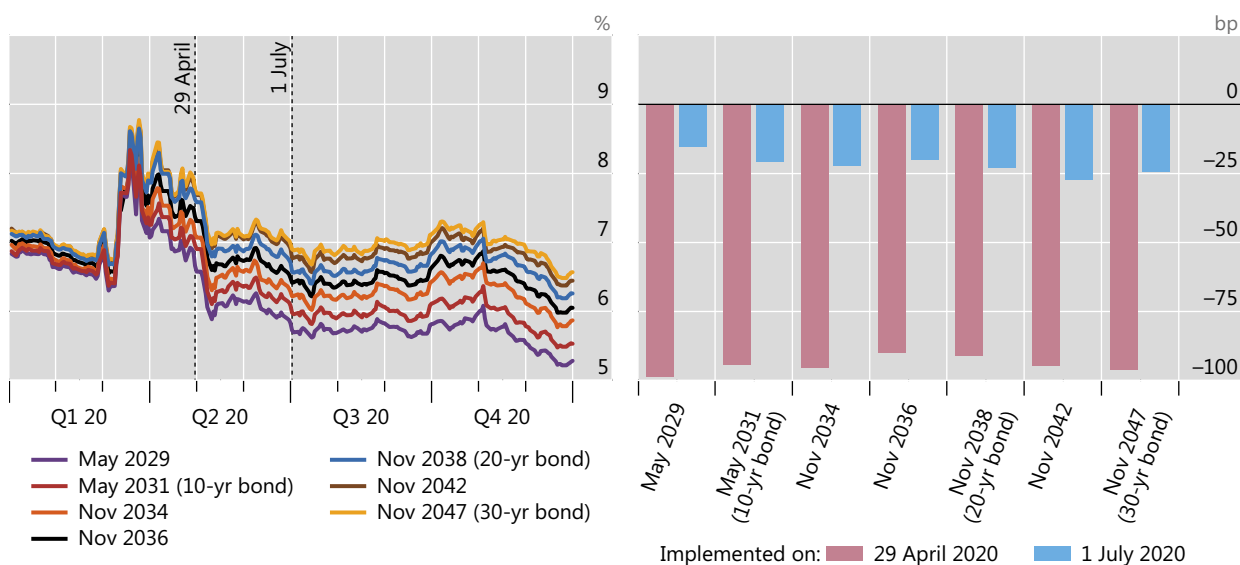 %
29 April
1 July
9
8
7
6
5
Q1 20
Q2 20
Q3 20
Q4 20
May 2029
May 2031 (10-yr bond)
Nov 2034
Nov 2036
Nov 2038 (20-yr bond)
Nov 2042
Nov 2047 (30-yr bond)
bp
0
–25
–50
–75
–100
May 2029
May 2031
(10-yr bond)
Nov 2034
Nov 2036
Nov 2038
(20-yr bond)
Nov 2042
Nov 2047
(30-yr bond)
Implemented on: 29 April 2020 1 July 2020